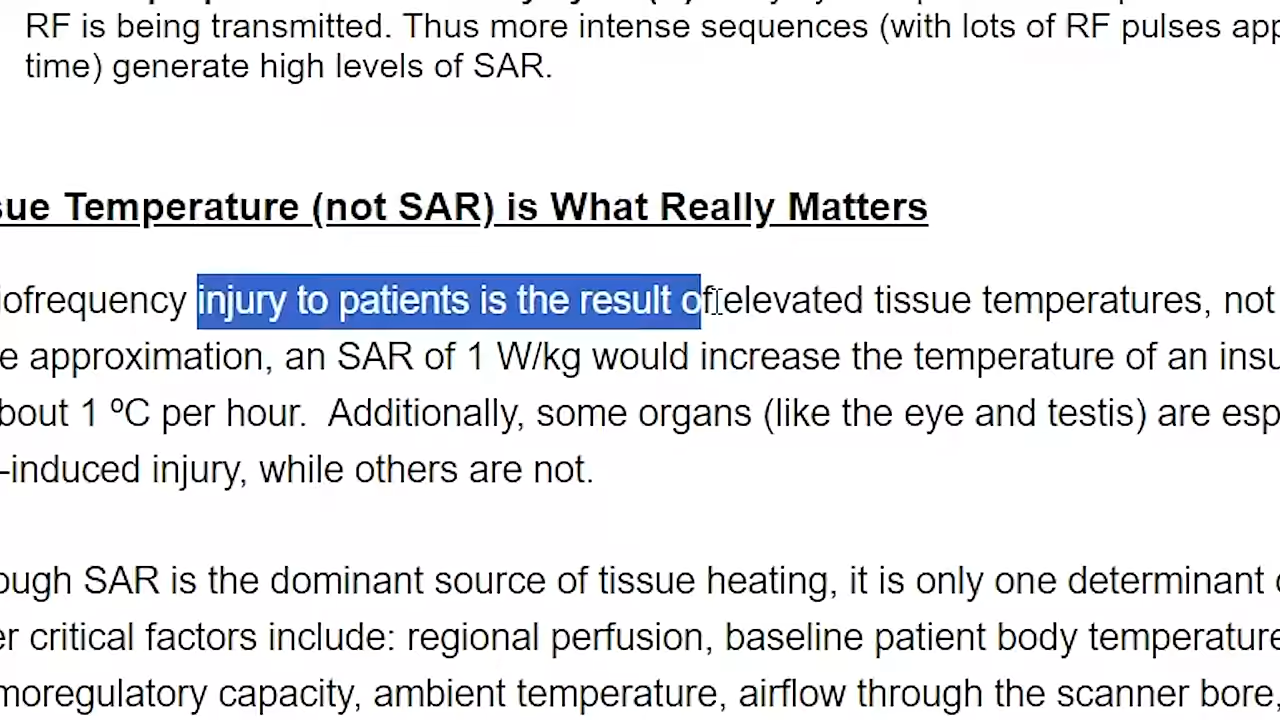 RF is being transmitted. Thus more intense sequences (with lots of RF pulses app
time) generate high levels of SAR.
sue Temperature (not SAR) is What Really Matters
iofrequency injury to patients is the result of elevated tissue temperatures, not
e approximation, an SAR of 1 W/kg would increase the temperature of an insu
bout 1 ºC per hour. Additionally, some organs (like the eye and testis) are esp
-induced injury, while others are not.
ough SAR is the dominant source of tissue heating, it is only one determinant
er critical factors include: regional perfusion, baseline patient body temperature
moregulatory capacity, ambient temperature, airflow through the scanner bore,